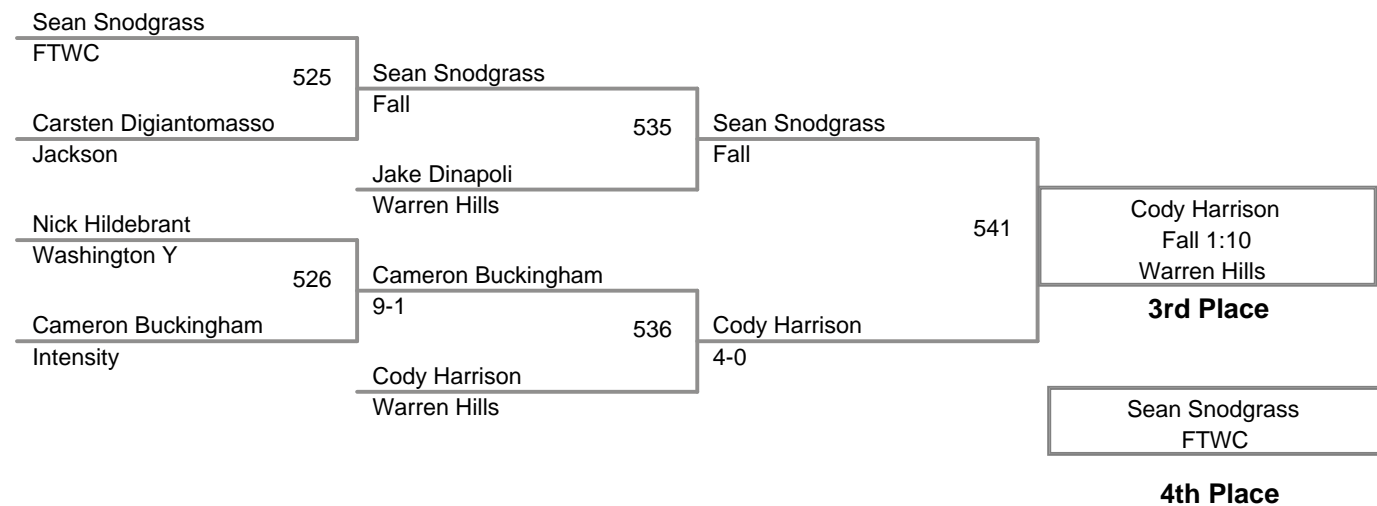 Sean Snodgrass
FTWC
525
Carsten Digiantomasso
Jackson
Nick Hildebrant
Washington Y
526
Cameron Buckingham
Intensity
Sean Snodgrass
Fall
535
Jake Dinapoli
Warren Hills
Cameron Buckingham
9-1
536
Cody Harrison
Warren Hills
Sean Snodgrass
Fall
541
Cody Harrison
4-0
Cody Harrison
Fall 1:10
Warren Hills
3rd Place
Sean Snodgrass
FTWC
4th Place